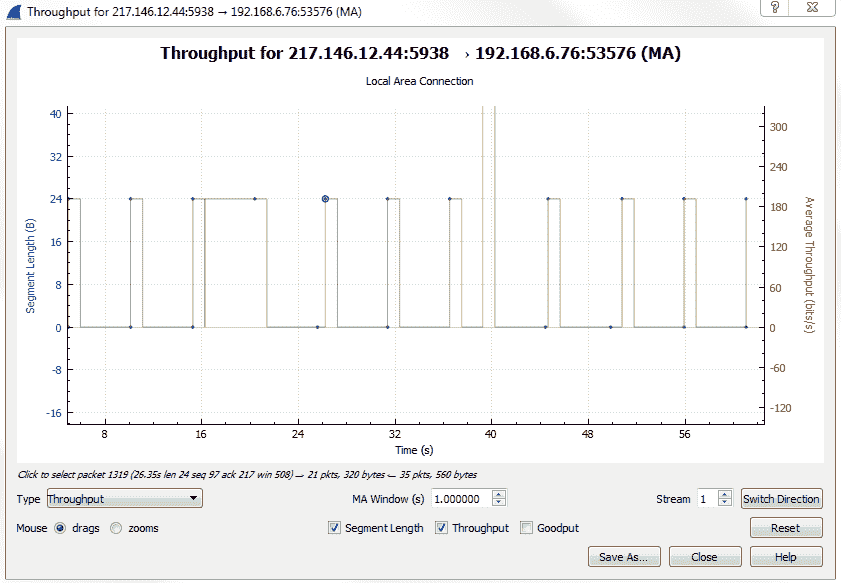 Throughput for 217.146.12.44:5938 → 192.168.6.76:53576 (MA)
?
Throughput for 217.146.12.44:5938 → 192.168.6.76:53576 (MA)
Local Area Connection
40
32
24
16
8
0
-8
-16
Segment Length (B)
300
240
180
120
60
0
-60
-120
Average Throughput (bits/s)
8 16 24 32 40 48 56
Time (s)
Click to select packet 1319 (26.35s len 24 seq 97 ack 217 win 508) → 21 pkts, 320 bytes ← 35 pkts, 560 bytes
Type Throughput MA Window (s) 1.000000 Stream 1 Switch Direction
Mouse drags zooms Segment Length Throughput Goodput Reset
Save As... Close Help